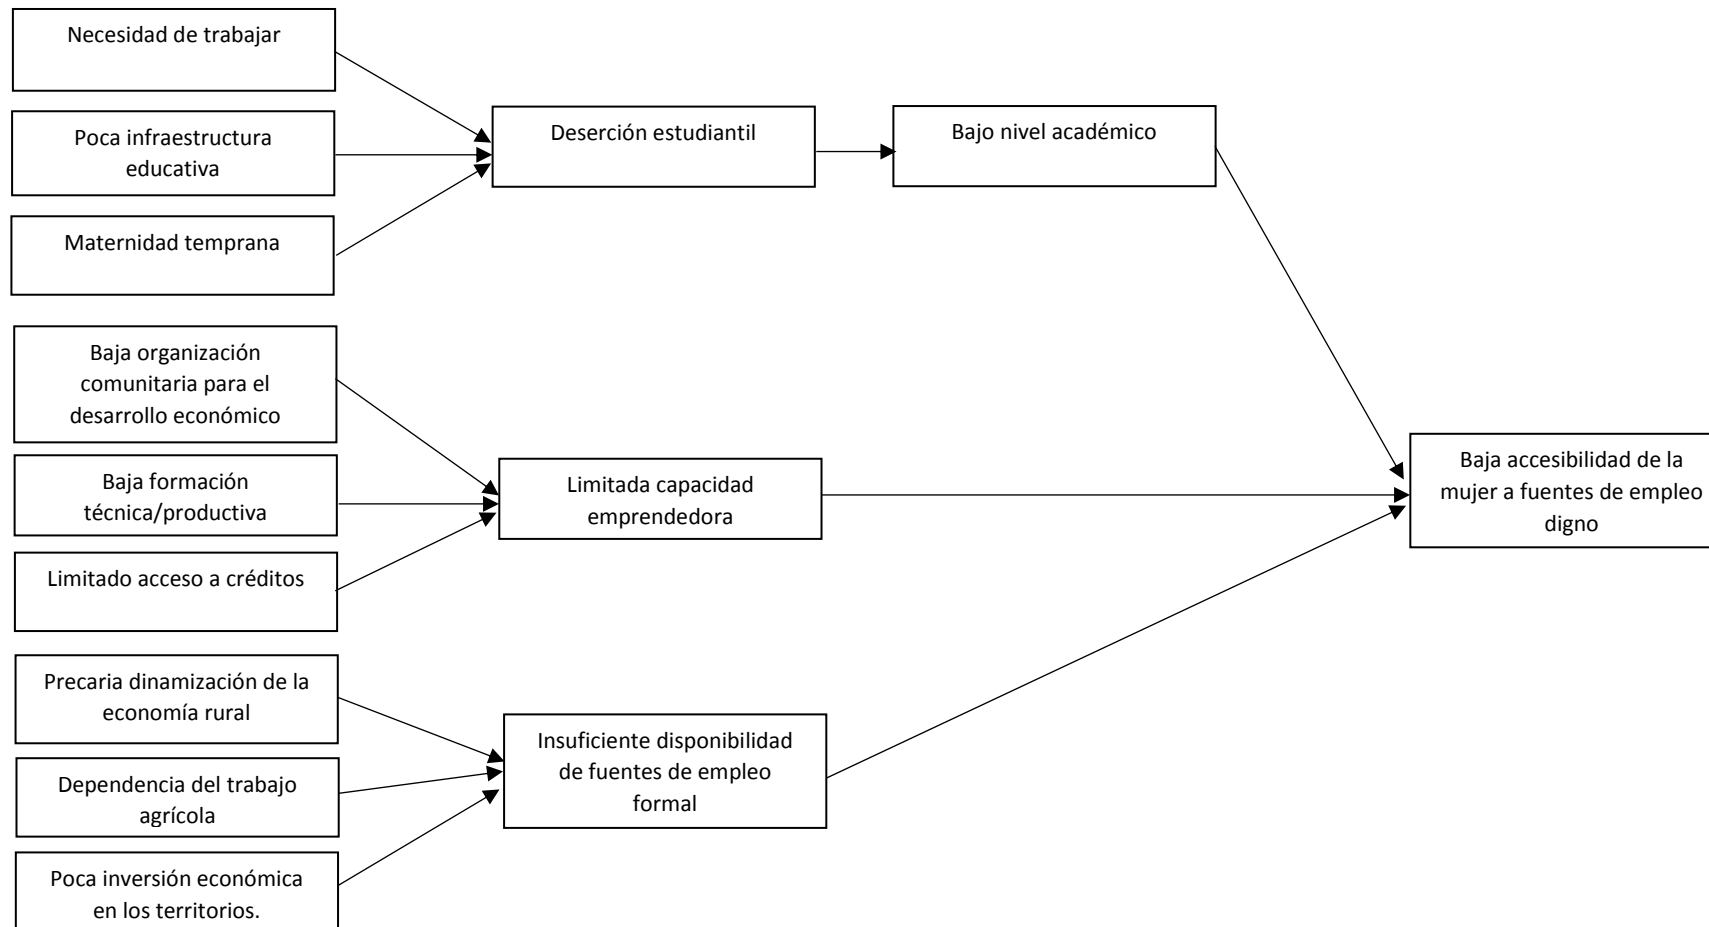 Necesidad de trabajar
Poca infraestructura
educativa
Maternidad temprana
Deserción estudiantil
Bajo nivel académico
Baja organización
comunitaria para el
desarrollo económico
Baja formación
técnica/productiva
Limitado acceso a créditos
Limitada capacidad
emprendedora
Precaria dinamización de la
economía rural
Dependencia del trabajo
agrícola
Poca inversión económica
en los territorios.
Insuficiente disponibilidad
de fuentes de empleo
formal
Baja accesibilidad de la
mujer a fuentes de empleo
digno